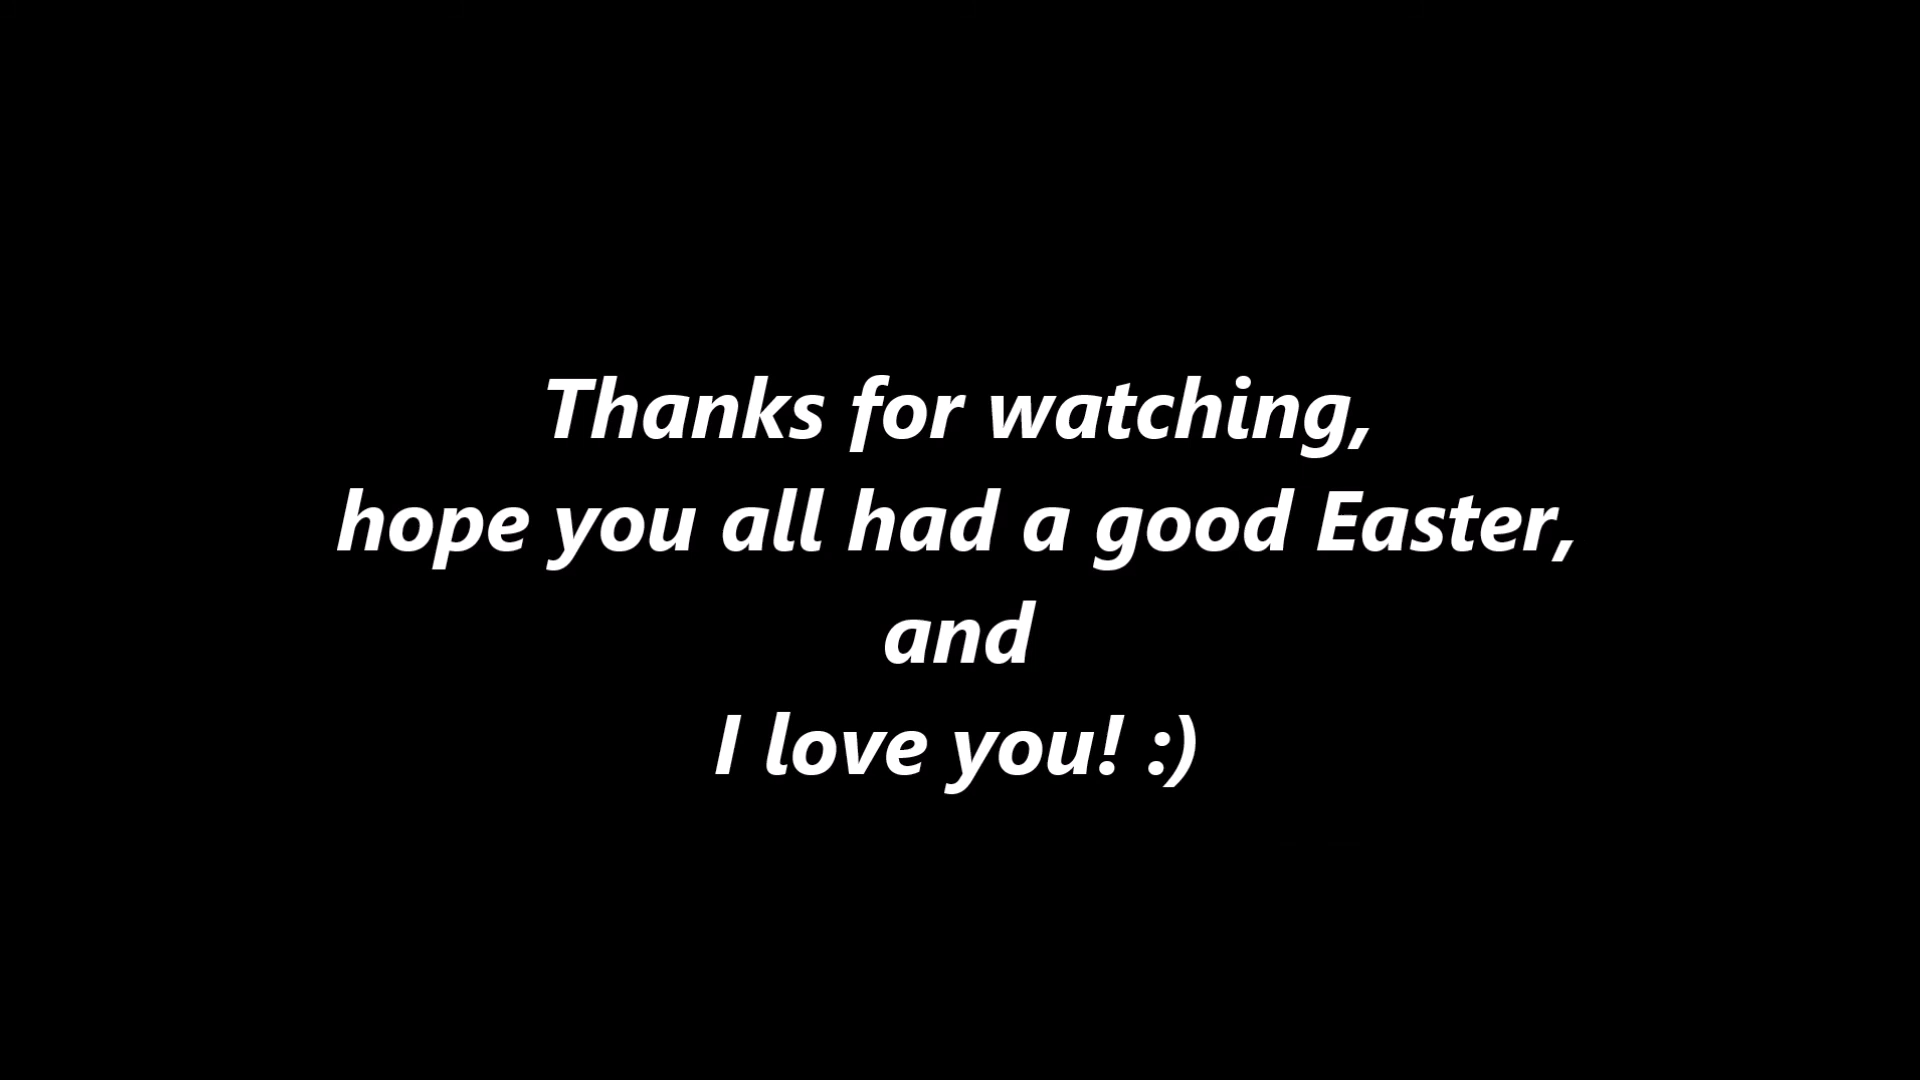 Thanks for watching,
hope you all had a good Easter,
and
I love you! :)